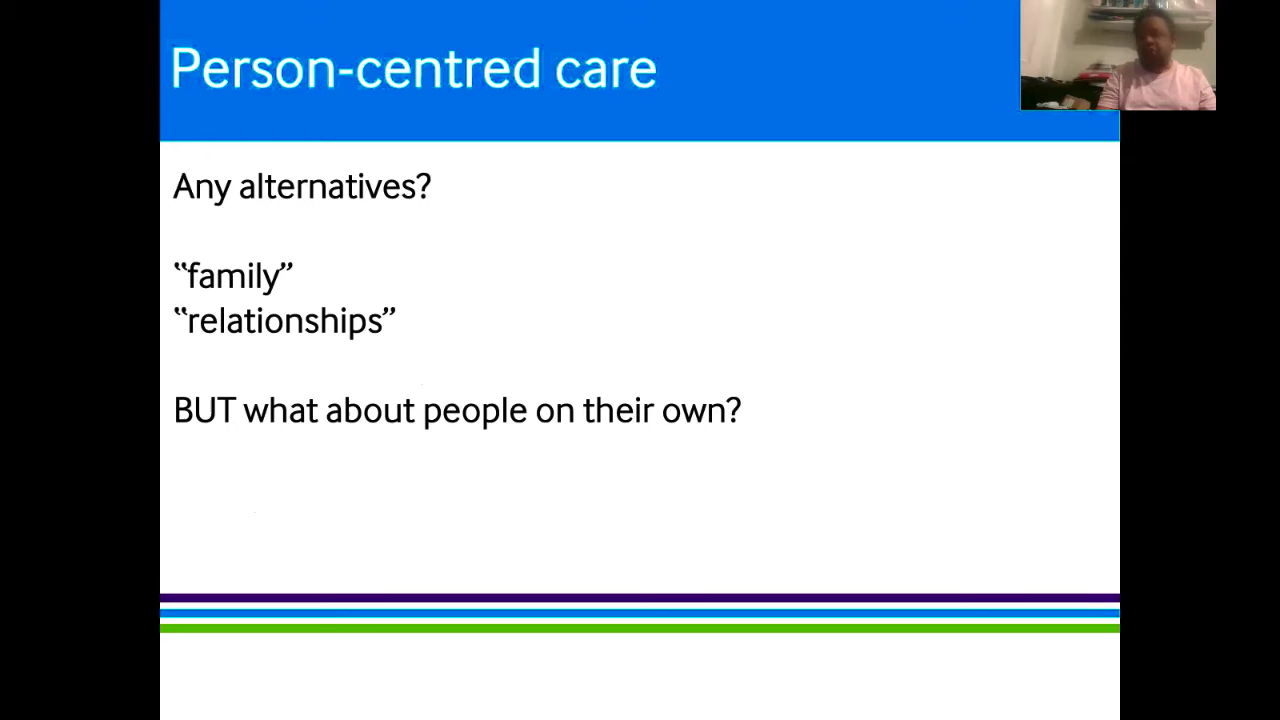 Person-centred care
Any alternatives?
“family”
“relationships”
BUT what about people on their own?